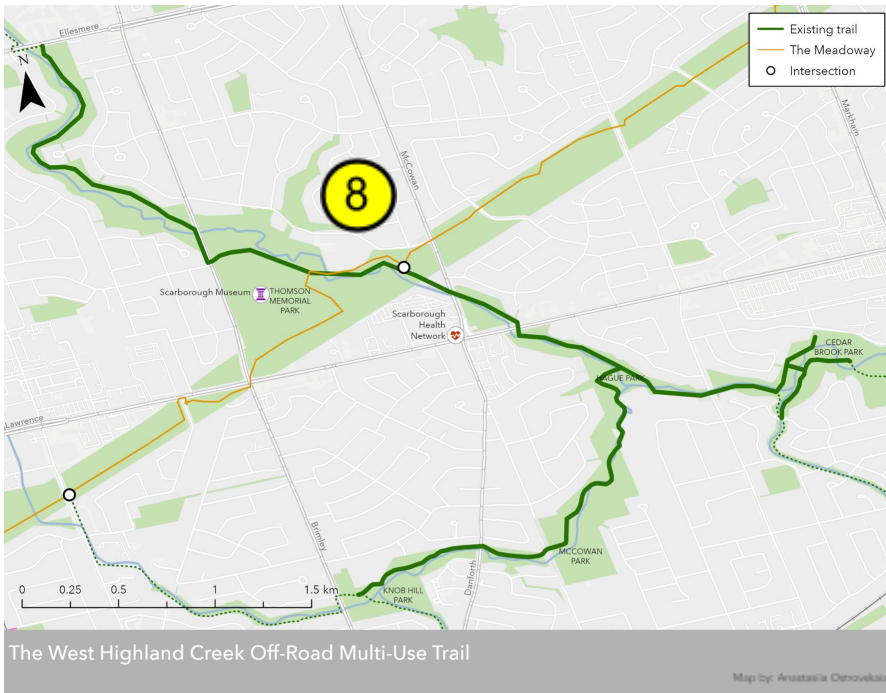 Ellesmere
N
Existing trail
The Meadoway
Intersection
Markham
McCowan
8
Scarborough Museum
THOMSON
MEMORIAL
PARK
Scarborough
Health
Network
CEDAR
BROOK PARK
HAGUE PARK
Lawrence
Brimley
Danforth
MCCOWAN
PARK
KNOB HILL
PARK
0 0.25 0.5 1 1.5 km
The West Highland Creek Off-Road Multi-Use Trail
Map by: Anastasiia Ostrovskaia